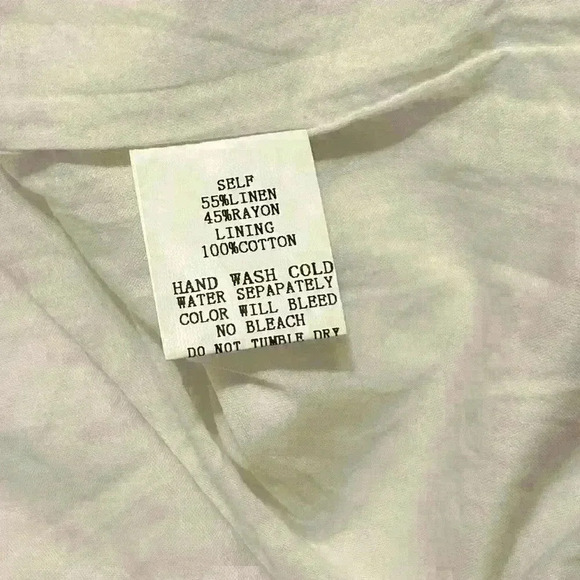 SELF
55%LINEN
45%RAYON
LINING
100%COTTON
HAND WASH COLD
WATER SEPAPATELY
COLOR WILL BLEED
NO BLEACH
DO NOT TUMBLE DRY